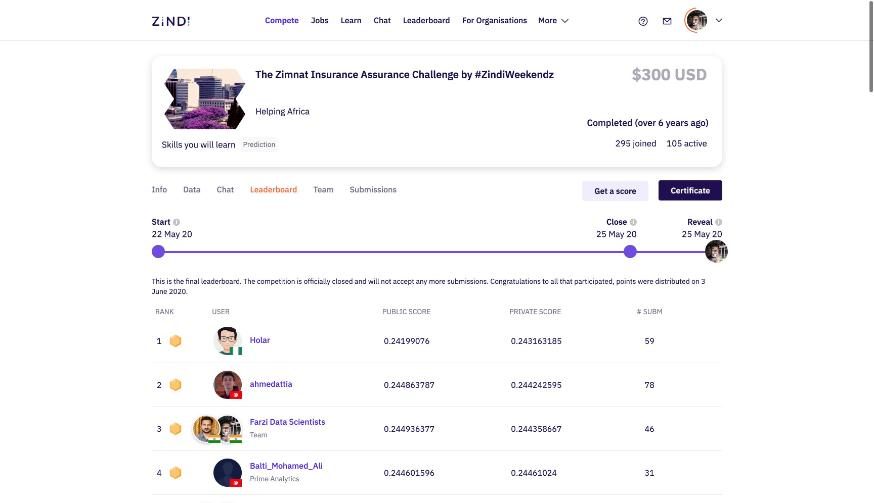 ZiNDI Compete Jobs Learn Chat Leaderboard For Organisations More
The Zimnat Insurance Assurance Challenge by #ZindiWeekendz $300 USD
Helping Africa
Completed (over 6 years ago)
Skills you will learn Prediction 295 joined 105 active
Info Data Chat Leaderboard Team Submissions Get a score Certificate
Start Close Reveal
22 May 20 25 May 20 25 May 20
This is the final leaderboard. The competition is officially closed and will not accept any more submissions. Congratulations to all that participated, points were distributed on 3
June 2020.
RANK USER PUBLIC SCORE PRIVATE SCORE # SUBM
1 Holar 0.24199076 0.243163185 59
2 ahmedattia 0.244863787 0.244242595 78
3 Farzi Data Scientists 0.244936377 0.244358667 46
Team
4 Balti_Mohamed_Ali 0.244601596 0.24461024 31
Prime Analytics